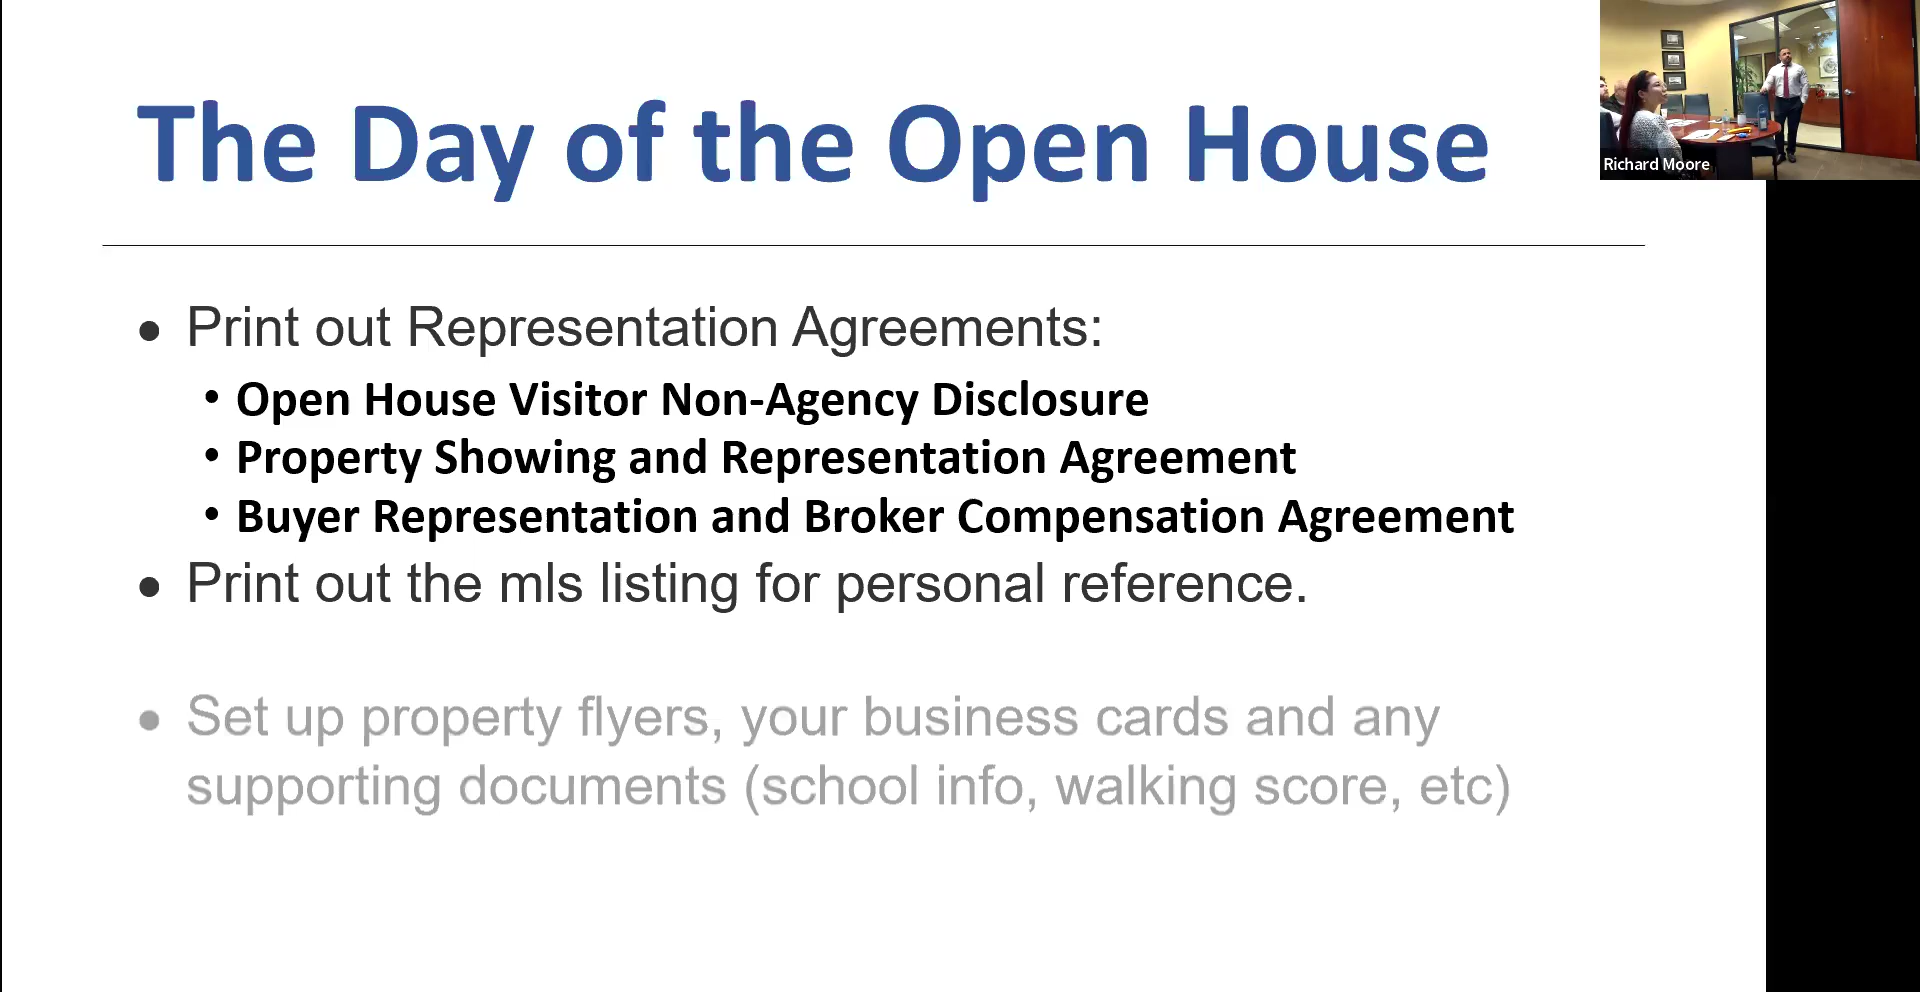 The Day of the Open House
Richard Moore
• Print out Representation Agreements:
• Open House Visitor Non-Agency Disclosure
• Property Showing and Representation Agreement
• Buyer Representation and Broker Compensation Agreement
• Print out the mls listing for personal reference.
• Set up property flyers, your business cards and any
supporting documents (school info, walking score, etc)